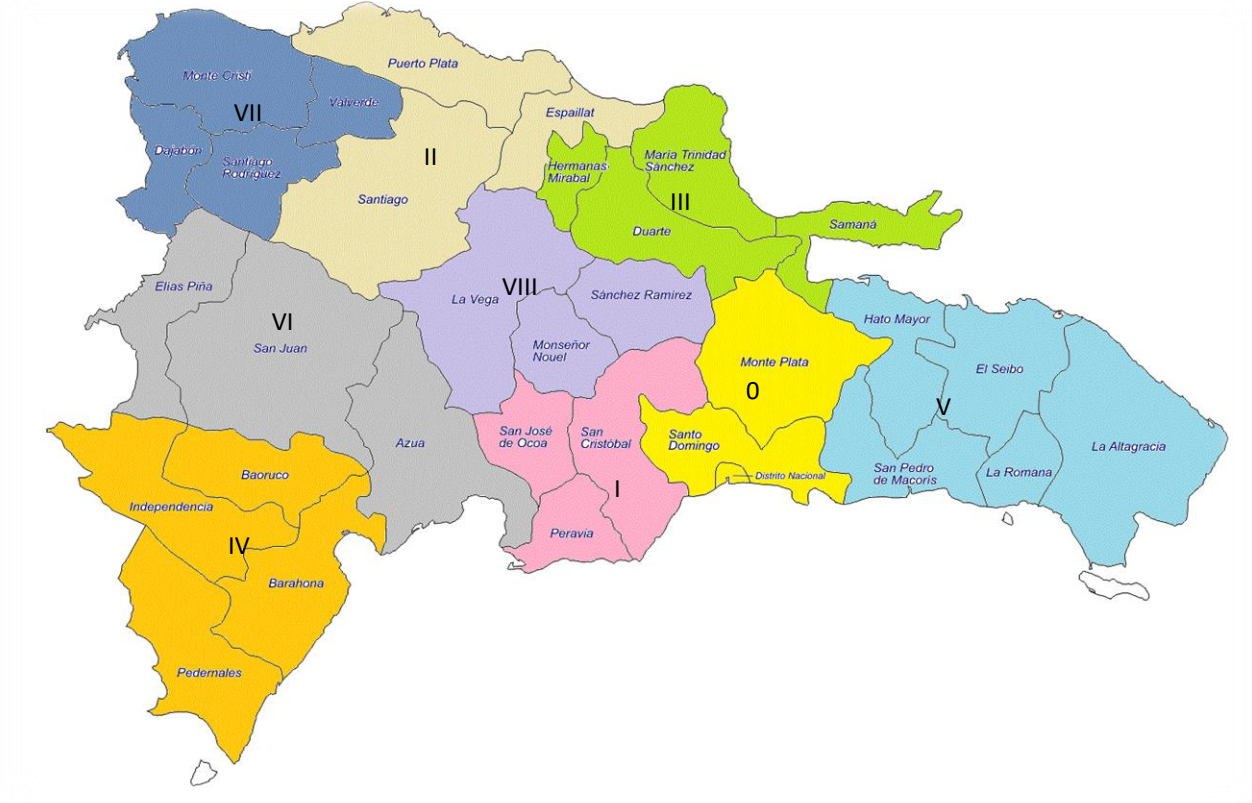 Puerto Plata
Monte Cristi
Valverde
VII
Espaillat
Dajabón
II
Santiago
Rodríguez
Hermanas
Mirabal
María Trinidad
Sánchez
Santiago
III
Samaná
Duarte
Elías Piña
VIII
La Vega
Sánchez Ramírez
VI
San Juan
Hato Mayor
Monseñor
Nouel
Monte Plata
El Seibo
0
V
Azua
San José
de Ocoa
San
Cristóbal
Santo
Domingo
La Altagracia
Baoruco
Distrito Nacional
San Pedro
de Macorís
La Romana
I
Independencia
Peravia
IV
Barahona
Pedernales